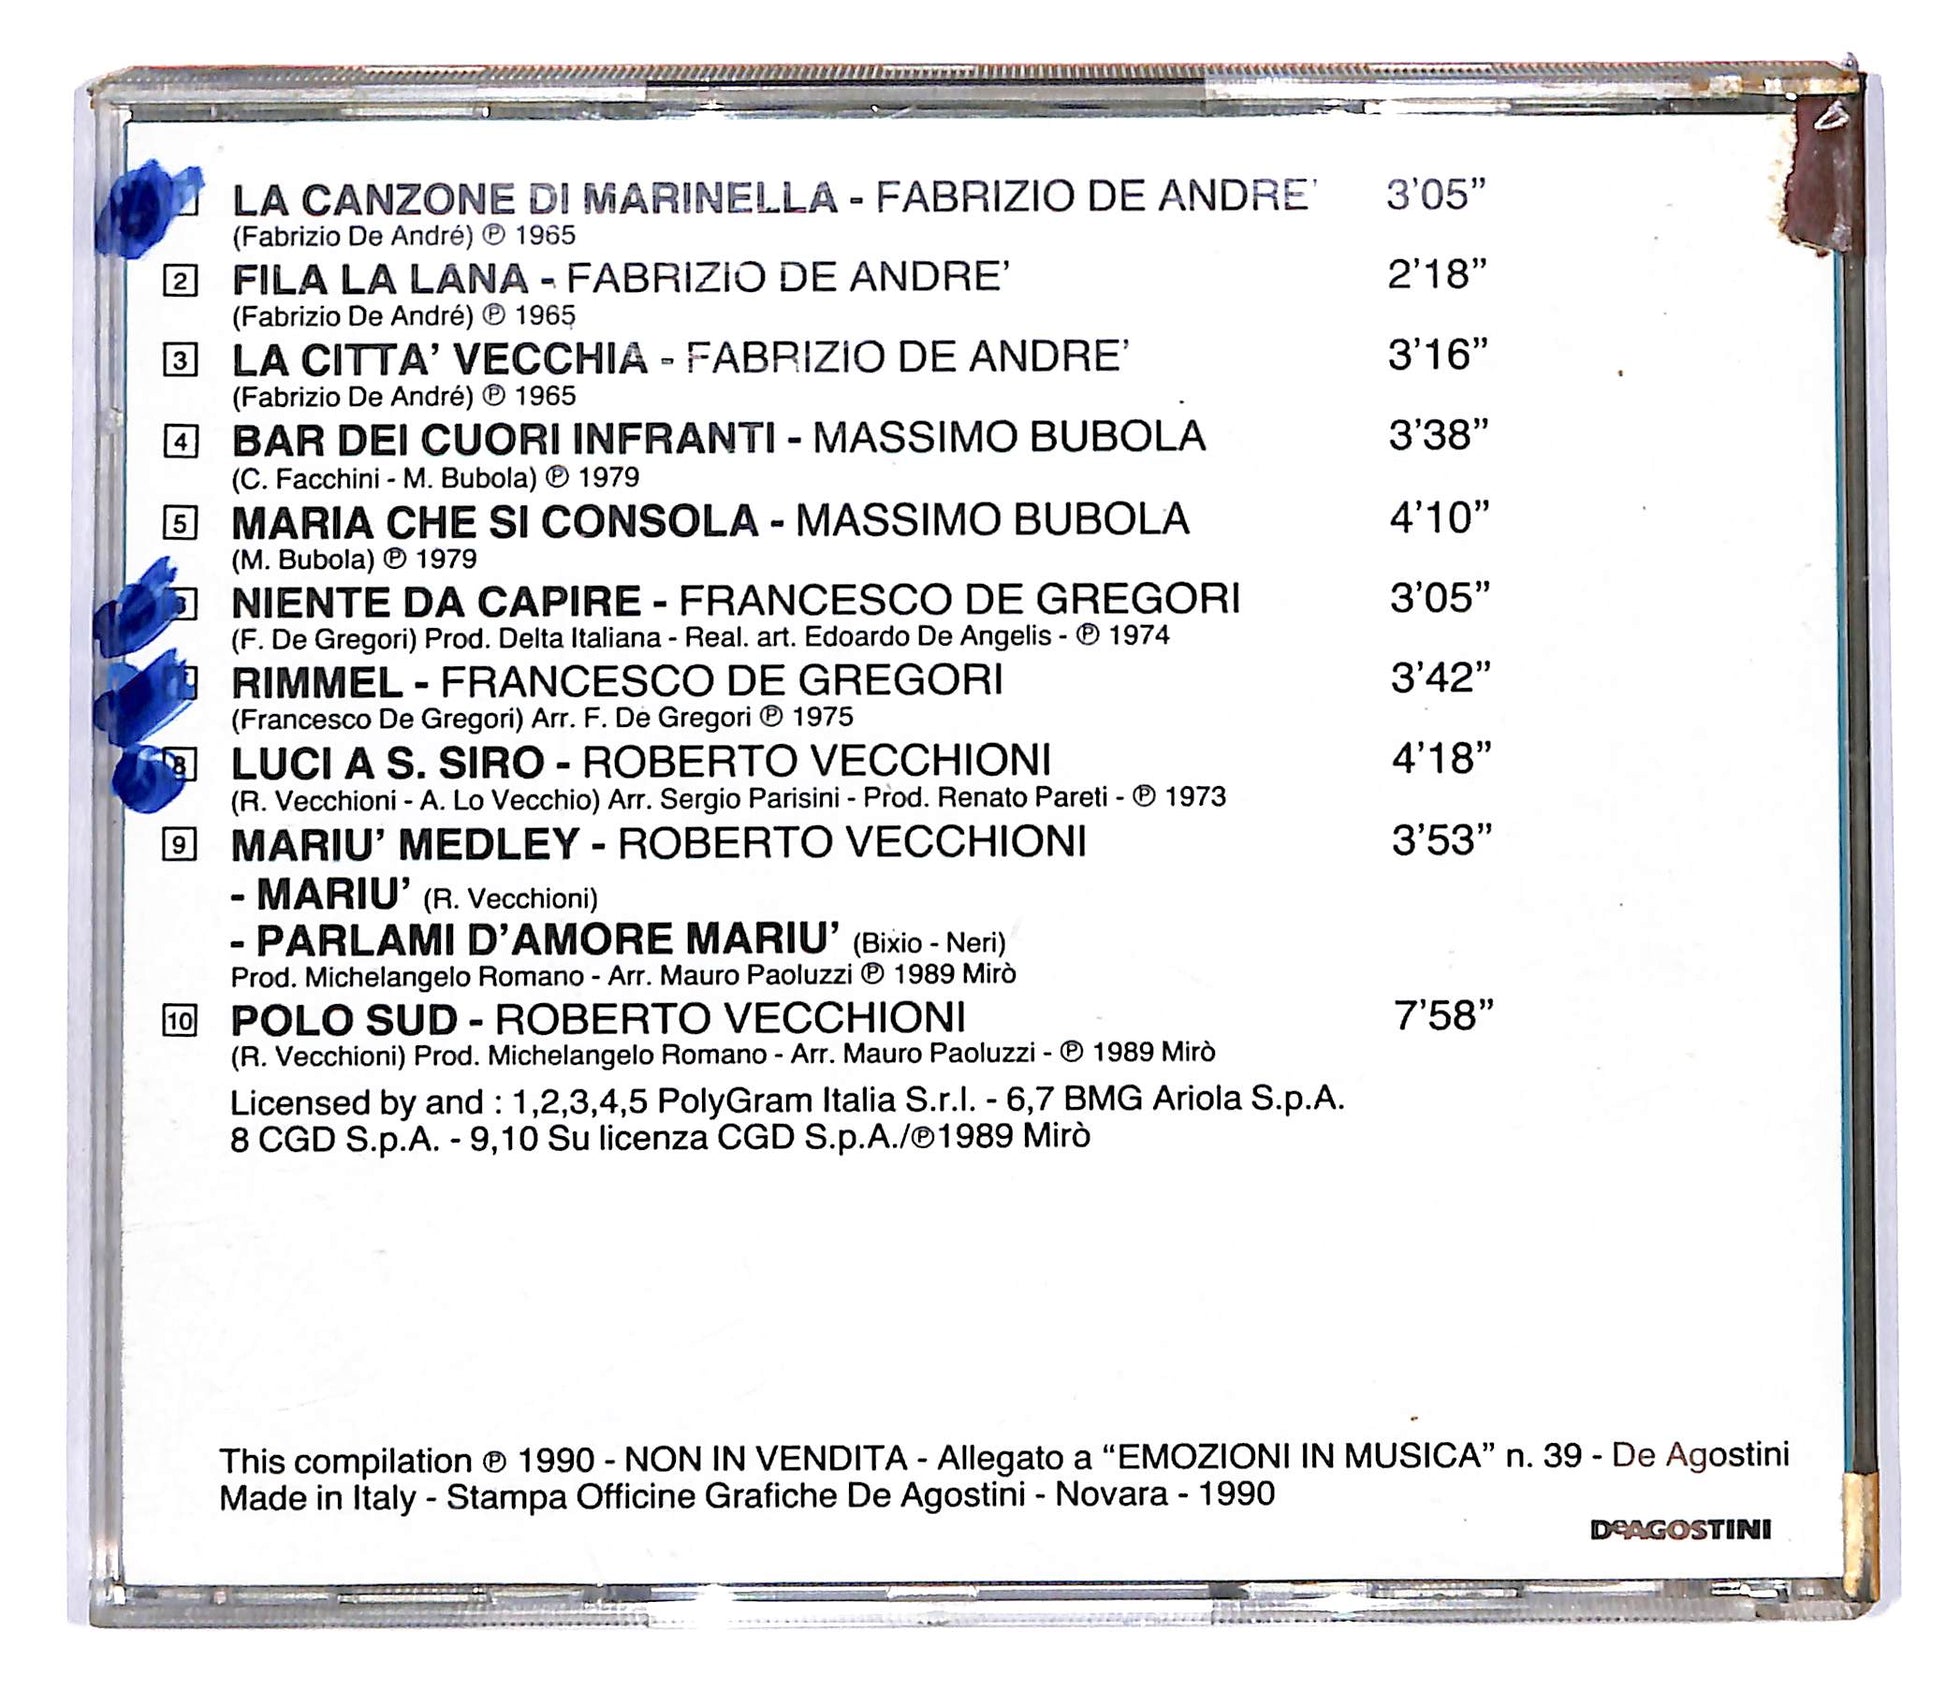 LA CANZONE DI MARINELLA - FABRIZIO DE ANDRE' 3'05"
(Fabrizio De André) ℗ 1965
2 FILA LA LANA - FABRIZIO DE ANDRE' 2'18"
(Fabrizio De André) ℗ 1965
3 LA CITTA' VECCHIA - FABRIZIO DE ANDRE' 3'16"
(Fabrizio De André) ℗ 1965
4 BAR DEI CUORI INFRANTI - MASSIMO BUBOLA 3'38"
(C. Facchini - M. Bubola) ℗ 1979
5 MARIA CHE SI CONSOLA - MASSIMO BUBOLA 4'10"
(M. Bubola) ℗ 1979
NIENTE DA CAPIRE - FRANCESCO DE GREGORI 3'05"
(F. De Gregori) Prod. Delta Italiana - Real. art. Edoardo De Angelis - ℗ 1974
RIMMEL - FRANCESCO DE GREGORI 3'42"
(Francesco De Gregori) Arr. F. De Gregori ℗ 1975
8 LUCI A S. SIRO - ROBERTO VECCHIONI 4'18"
(R. Vecchioni - A. Lo Vecchio) Arr. Sergio Parisini - Prod. Renato Pareti - ℗ 1973
9 MARIU' MEDLEY - ROBERTO VECCHIONI 3'53"
- MARIU' (R. Vecchioni)
- PARLAMI D'AMORE MARIU' (Bixio - Neri)
Prod. Michelangelo Romano - Arr. Mauro Paoluzzi ℗ 1989 Mirò
10 POLO SUD - ROBERTO VECCHIONI 7'58"
(R. Vecchioni) Prod. Michelangelo Romano - Arr. Mauro Paoluzzi - ℗ 1989 Mirò
Licensed by and : 1,2,3,4,5 PolyGram Italia S.r.l. - 6,7 BMG Ariola S.p.A.
8 CGD S.p.A. - 9,10 Su licenza CGD S.p.A./℗1989 Mirò
This compilation ℗ 1990 - NON IN VENDITA - Allegato a "EMOZIONI IN MUSICA" n. 39 - De Agostini
Made in Italy - Stampa Officine Grafiche De Agostini - Novara - 1990
DeAGOSTINI